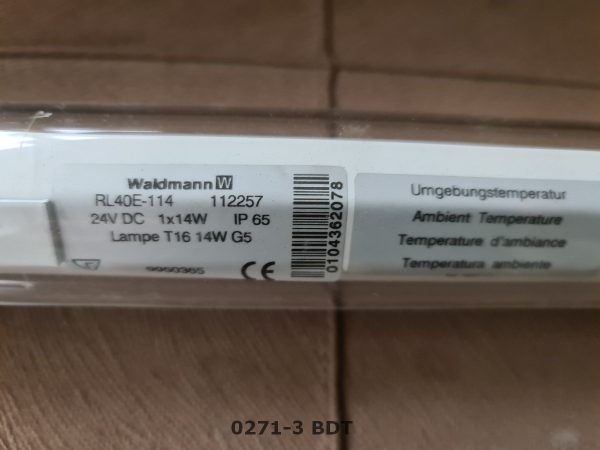 Waldmann W
RL40E-114 112257
24V DC 1x14W IP 65
Lampe T16 14W G5
F
9950365 CE
0104362078
Umgebungstemperatur
Ambient Temperature
Temperature d'ambiance
Temperatura ambiente
0271-3 BDT